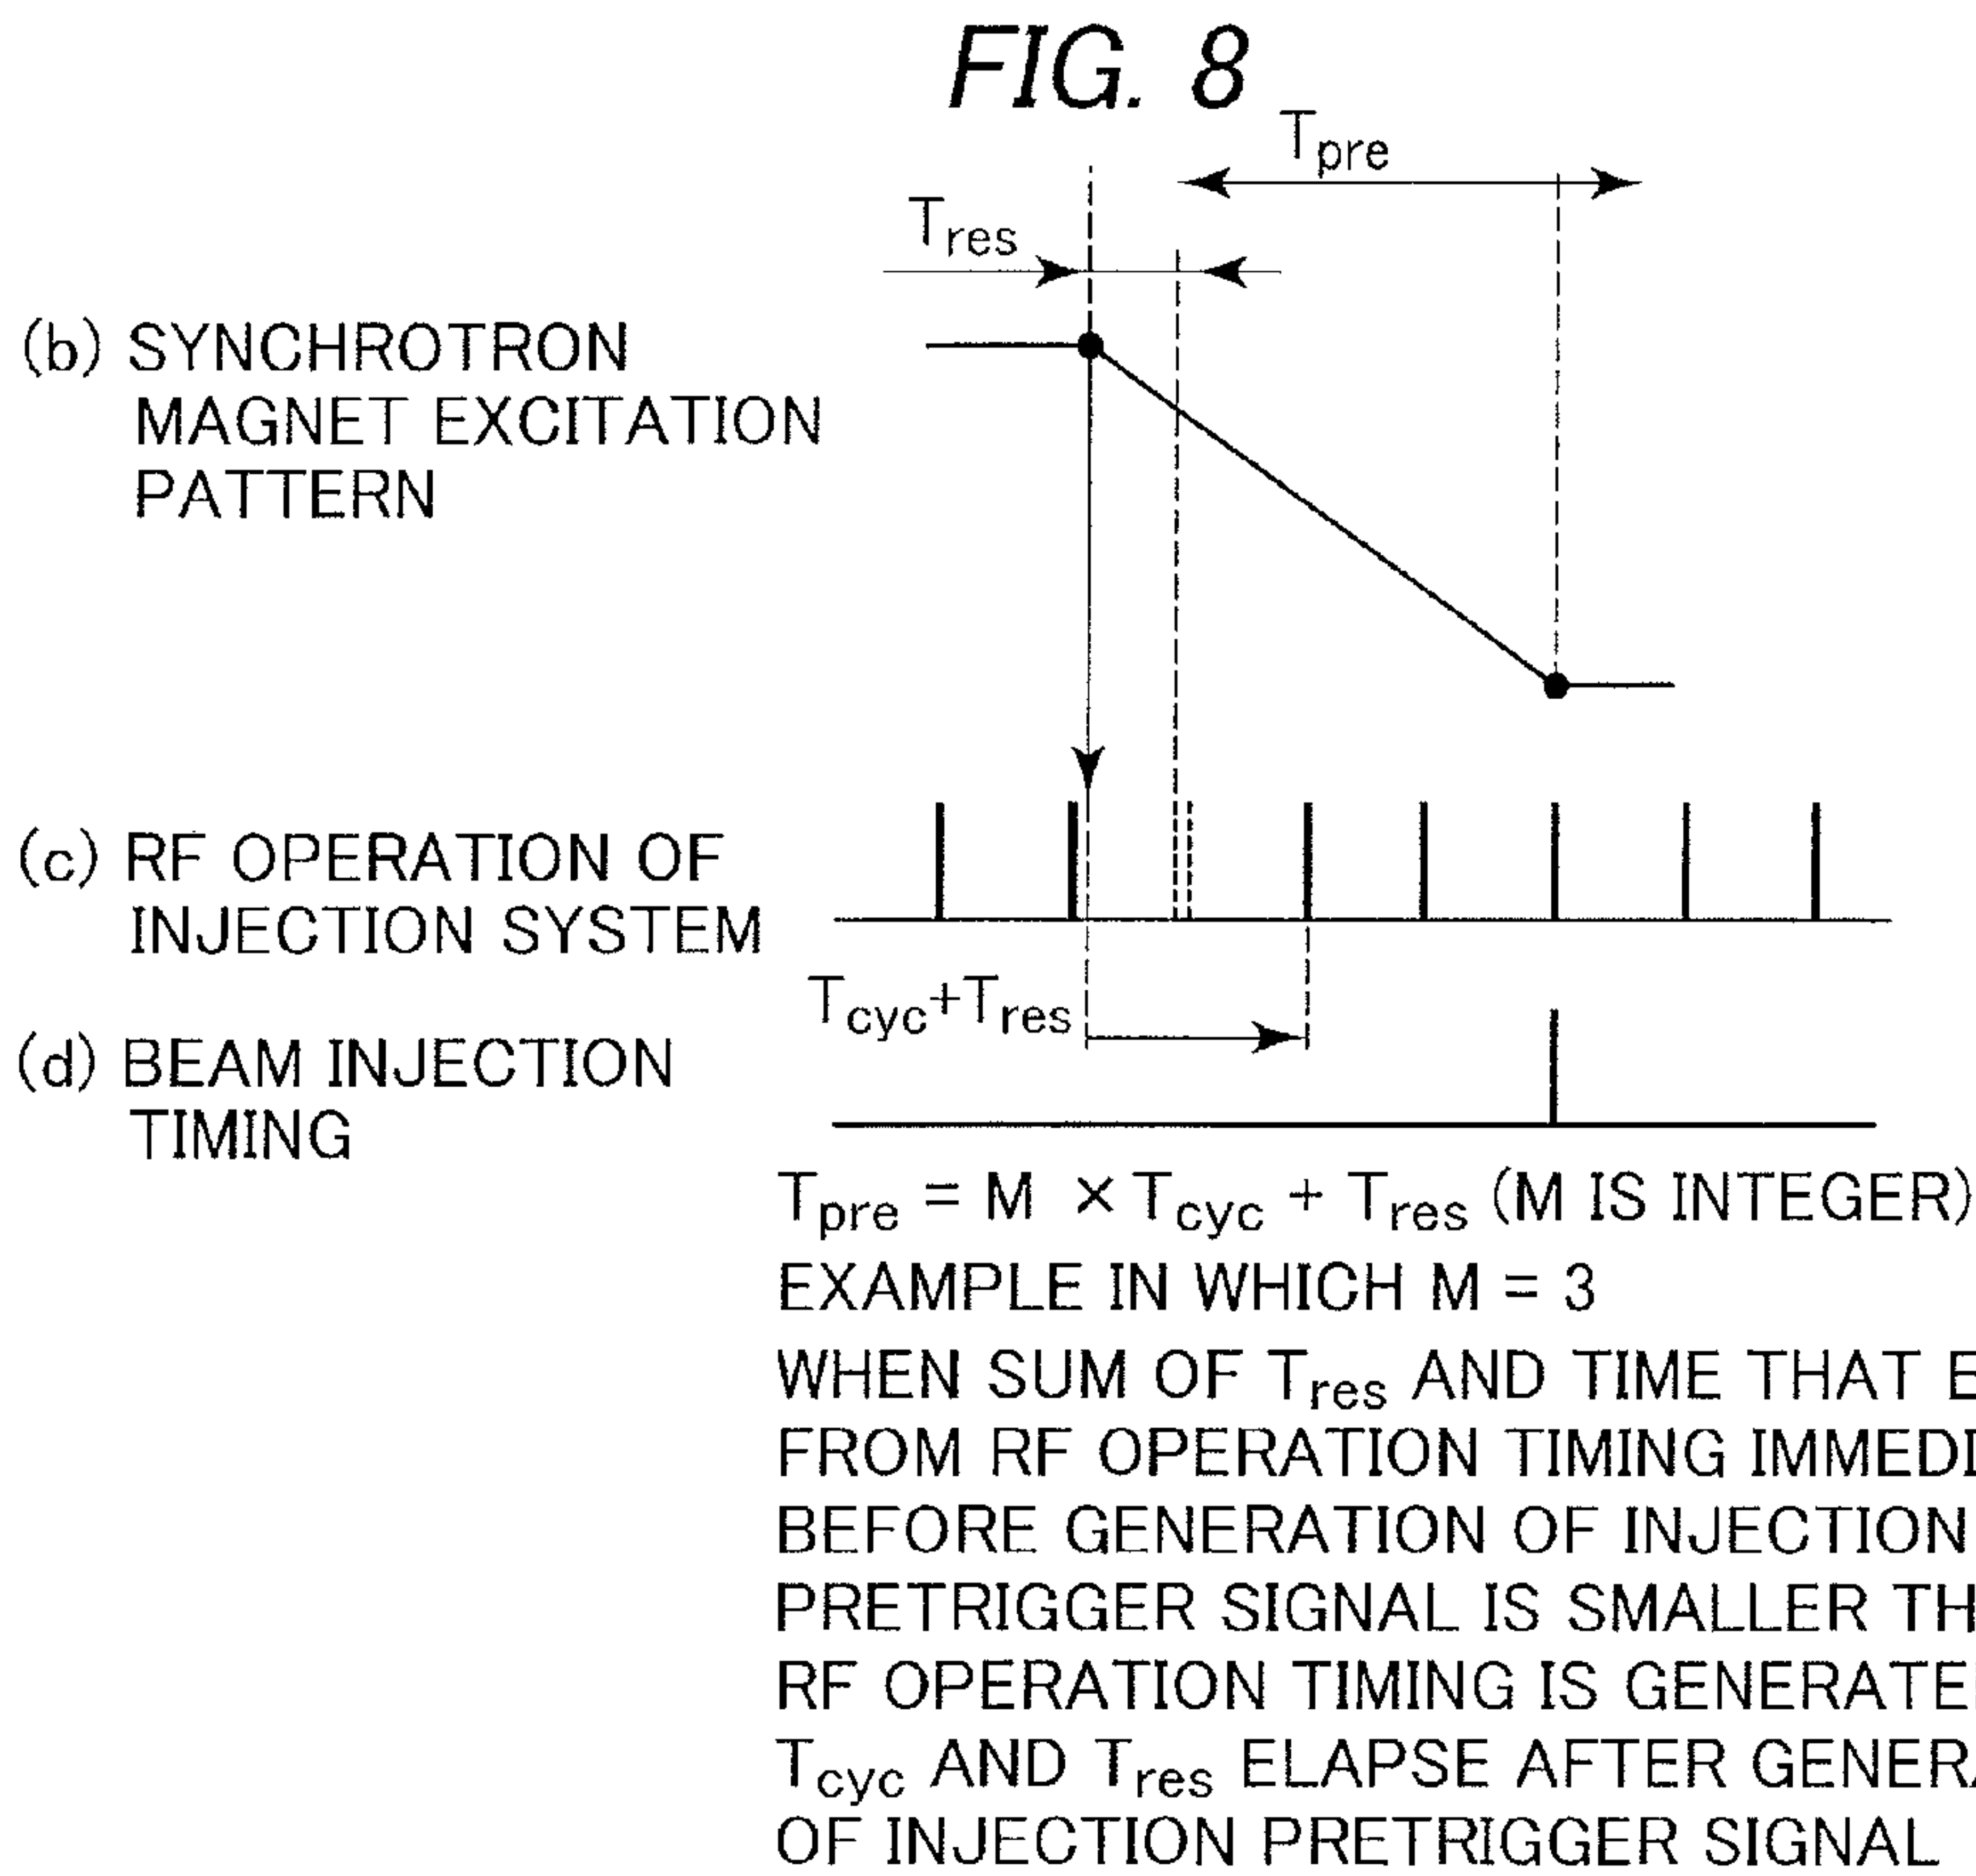 FIG. 8
Tpre
Tres
(b) SYNCHROTRON
MAGNET EXCITATION
PATTERN
(c) RF OPERATION OF
INJECTION SYSTEM
Tcyc+Tres
(d) BEAM INJECTION
TIMING
Tpre = M × Tcyc + Tres (M IS INTEGER)
EXAMPLE IN WHICH M = 3
WHEN SUM OF Tres AND TIME THAT
FROM RF OPERATION TIMING
BEFORE GENERATION OF INJECTION
PRETRIGGER SIGNAL IS SMALLER
RF OPERATION TIMING IS
Tcyc AND Tres ELAPSE AFTER
OF INJECTION PRETRIGGER SIGNAL